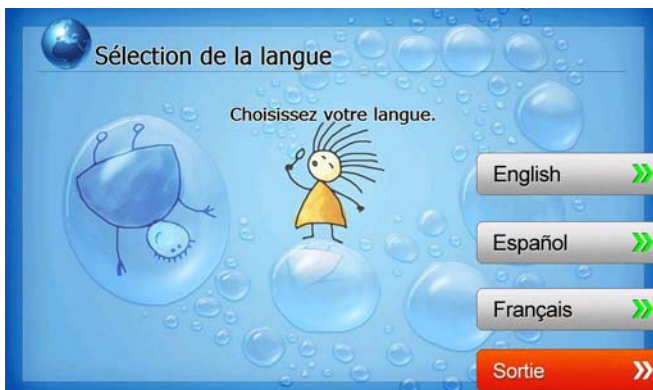 Sélection de la langue
Choisissez votre langue.
English
Español
Français
Sortie